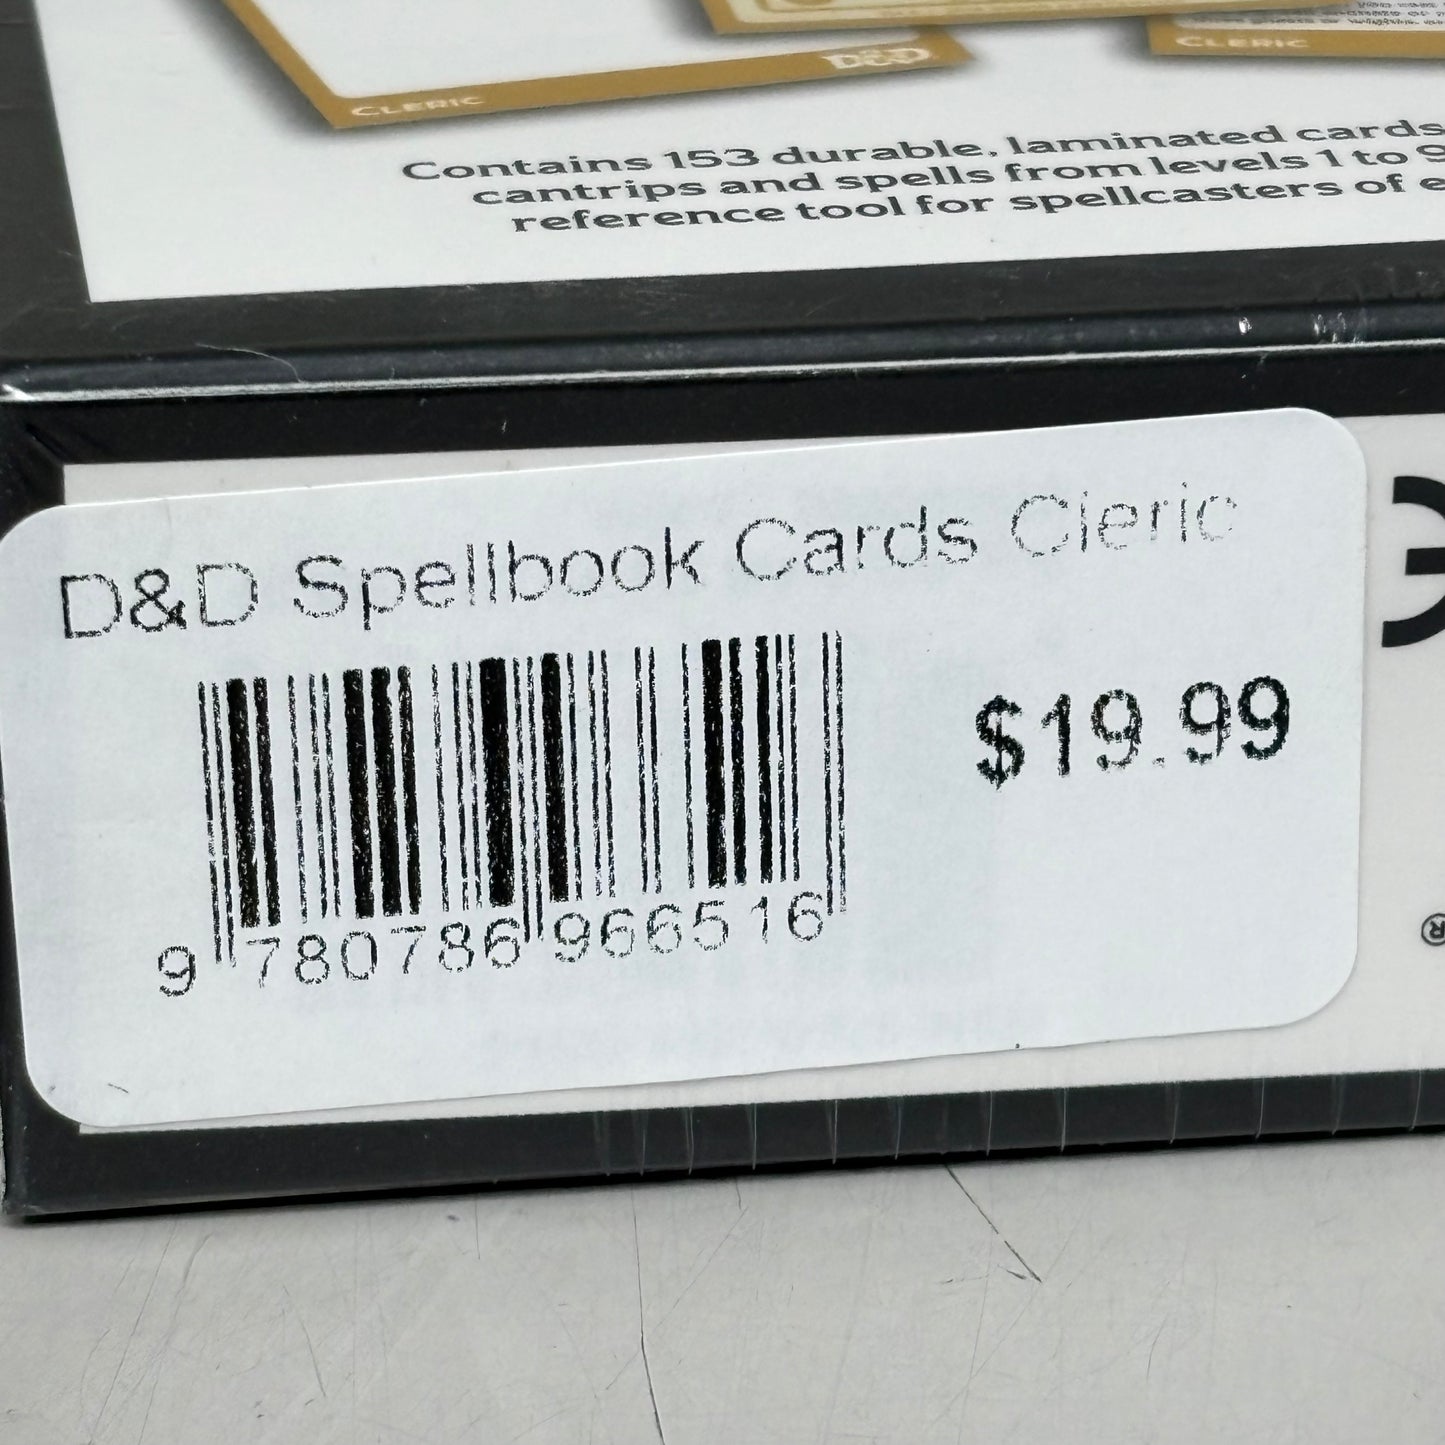 D&D
CLERIC
CLERIC
Contains 153 durable, laminated cards
cantrips and spells from levels 1 to 9
reference tool for spellcasters of e
D&D Spellbook Cards Cleric
$19.99
9 780786 966516
®